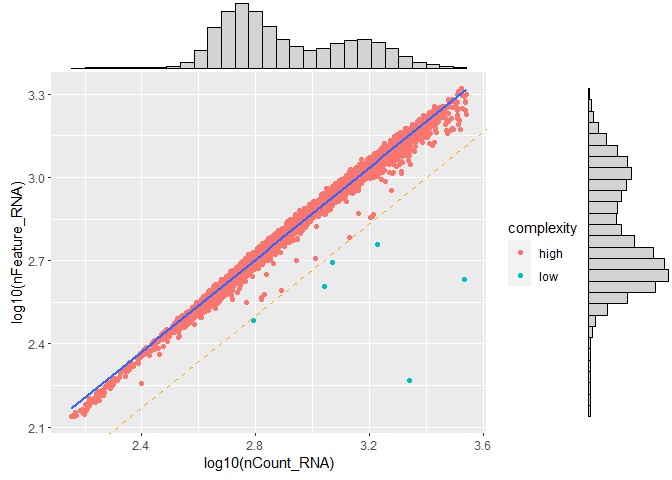 3.3
3.0
2.7
2.4
2.1
log10(nFeature_RNA)
2.4 2.8 3.2 3.6
log10(nCount_RNA)
complexity
high
low